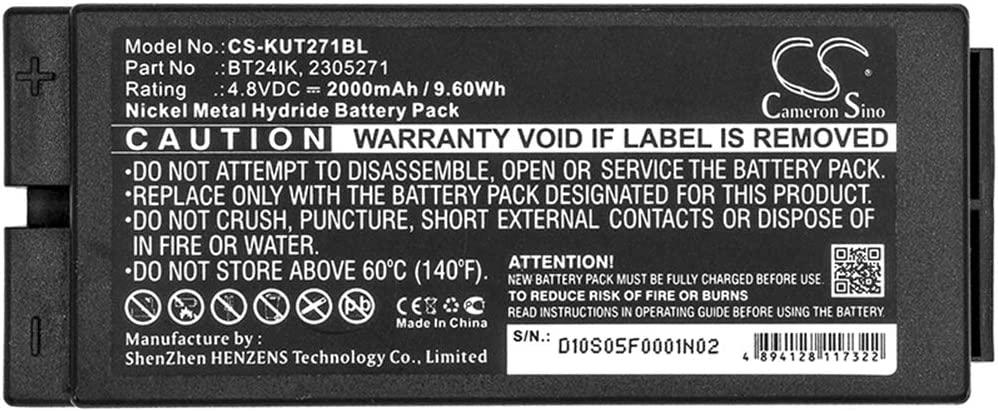 Model No.:CS-KUT271BL
Part No :BT24IK, 2305271
Rating :4.8VDC ⎓ 2000mAh / 9.60Wh
Nickel Metal Hydride Battery Pack
Cameron Sino
CAUTION WARRANTY VOID IF LABEL IS REMOVED
•DO NOT ATTEMPT TO DISASSEMBLE, OPEN OR SERVICE THE BATTERY PACK.
•REPLACE ONLY WITH THE BATTERY PACK DESIGNATED FOR THIS PRODUCT.
•DO NOT CRUSH, PUNCTURE, SHORT EXTERNAL CONTACTS OR DISPOSE OF
IN FIRE OR WATER.
•DO NOT STORE ABOVE 60°C (140°F).
ATTENTION!
NEW BATTERY PACK MUST BE FULLY CHARGED BEFORE USE.
TO REDUCE RISK OF FIRE OR BURNS
READ INSTRUCTIONS IN OPERATING GUIDE BEFORE USING THE BATTERY.
Pb
CE
Made In China
Manufacture by :
ShenZhen HENZENS Technology Co., Limited
S/N.: D10S05F0001N02
4 894128 117322
+
-